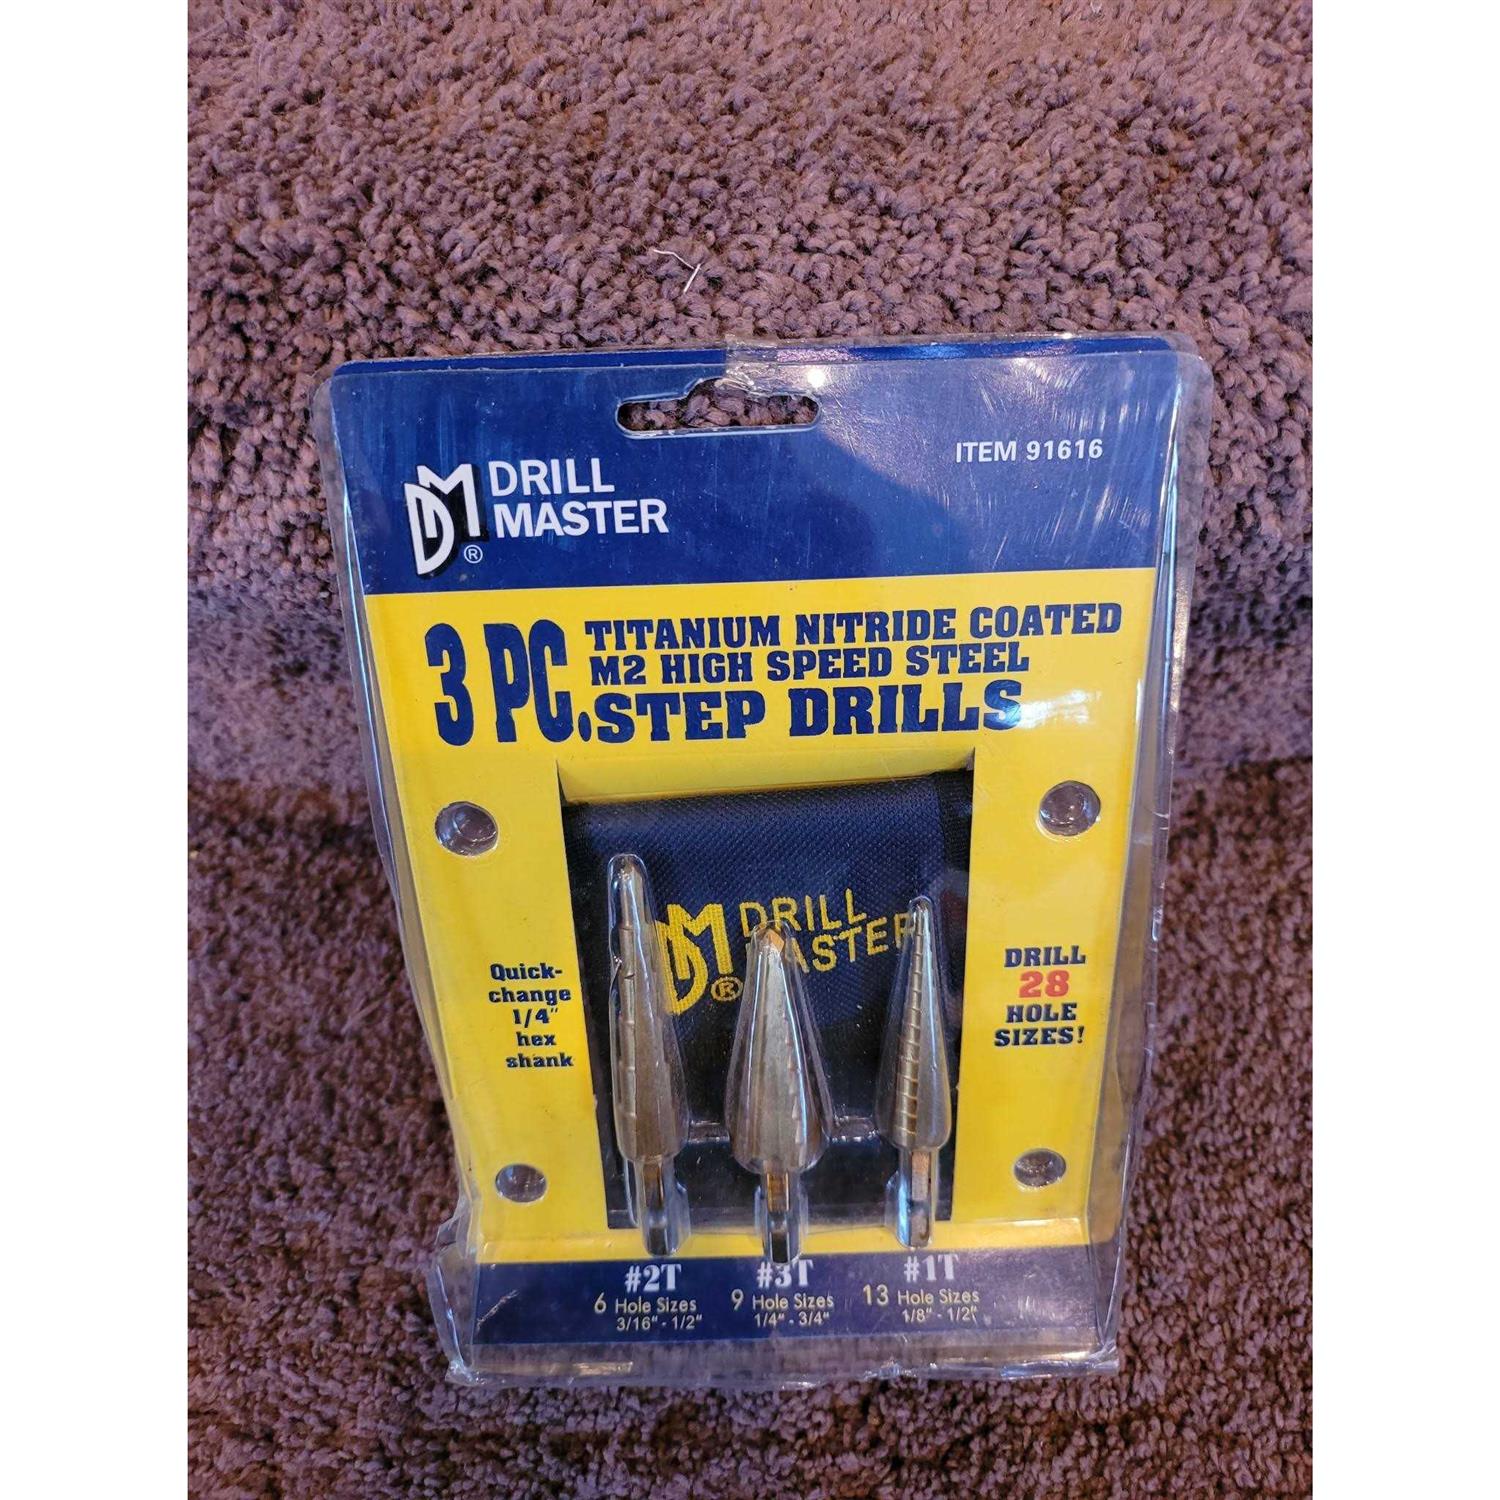 DRILL
MASTER
DM®
ITEM 91616
3 PC.
TITANIUM NITRIDE COATED
M2 HIGH SPEED STEEL
STEP DRILLS
DM®
DRILL
MASTER
Quick-
change
1/4"
hex
shank
DRILL
28
HOLE
SIZES!
#2T
6 Hole Sizes
3/16" - 1/2"
#3T
9 Hole Sizes
1/4" - 3/4"
#1T
13 Hole Sizes
1/8" - 1/2"